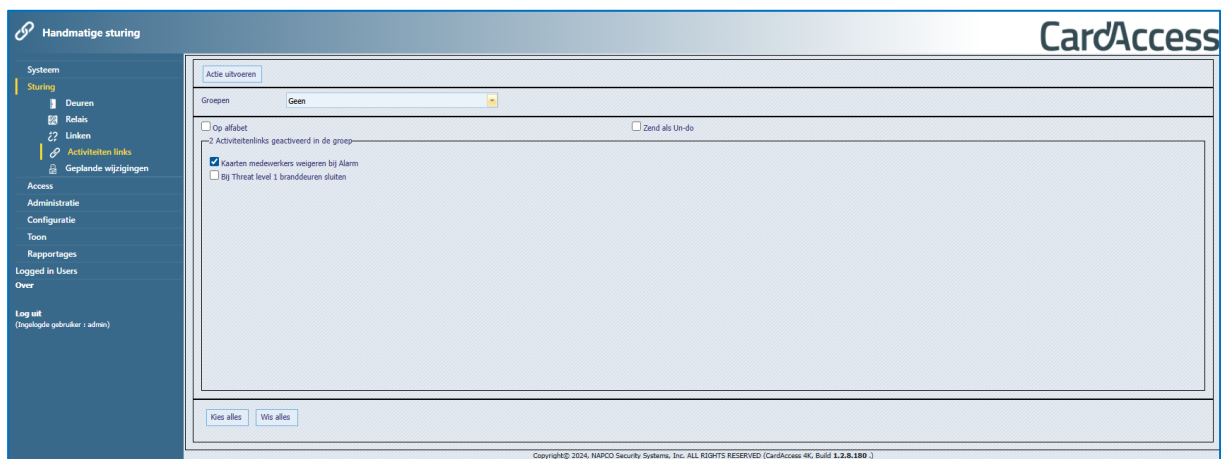 Handmatige sturing
CardAccess
Systeem
Sturing
Deuren
Relais
Linken
Activiteiten links
Geplande wijzigingen
Access
Administratie
Configuratie
Toon
Rapportages
Logged in Users
Over
Log uit
(Ingelogde gebruiker : admin)
Actie uitvoeren
Groepen Geen
Op alfabet Zend als Un-do
2 Activiteitenlinks geactiveerd in de groep
Kaarten medewerkers weigeren bij Alarm
Bij Threat level 1 branddeuren sluiten
Kies alles Wis alles
Copyright© 2024, NAPCO Security Systems, Inc. ALL RIGHTS RESERVED (CardAccess 4K, Build 1.2.8.180 .)